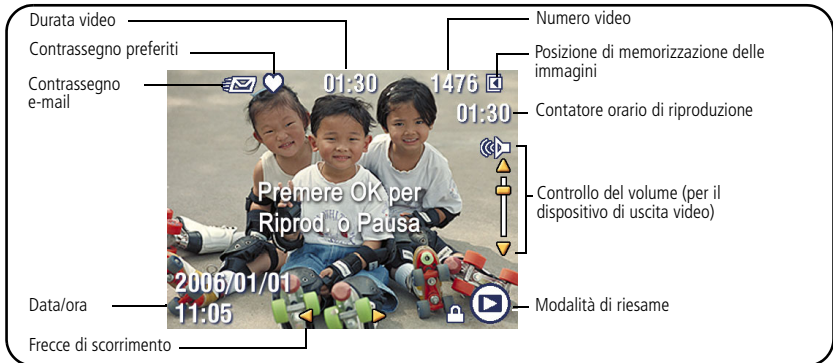 Durata video
Numero video
Contrassegno preferiti
Posizione di memorizzazione delle
immagini
Contrassegno
e-mail
01:30
1476
01:30
Contatore orario di riproduzione
Controllo del volume (per il
dispositivo di uscita video)
Premere OK per
Riprod. o Pausa
2006/01/01
11:05
Data/ora
Modalità di riesame
Frecce di scorrimento